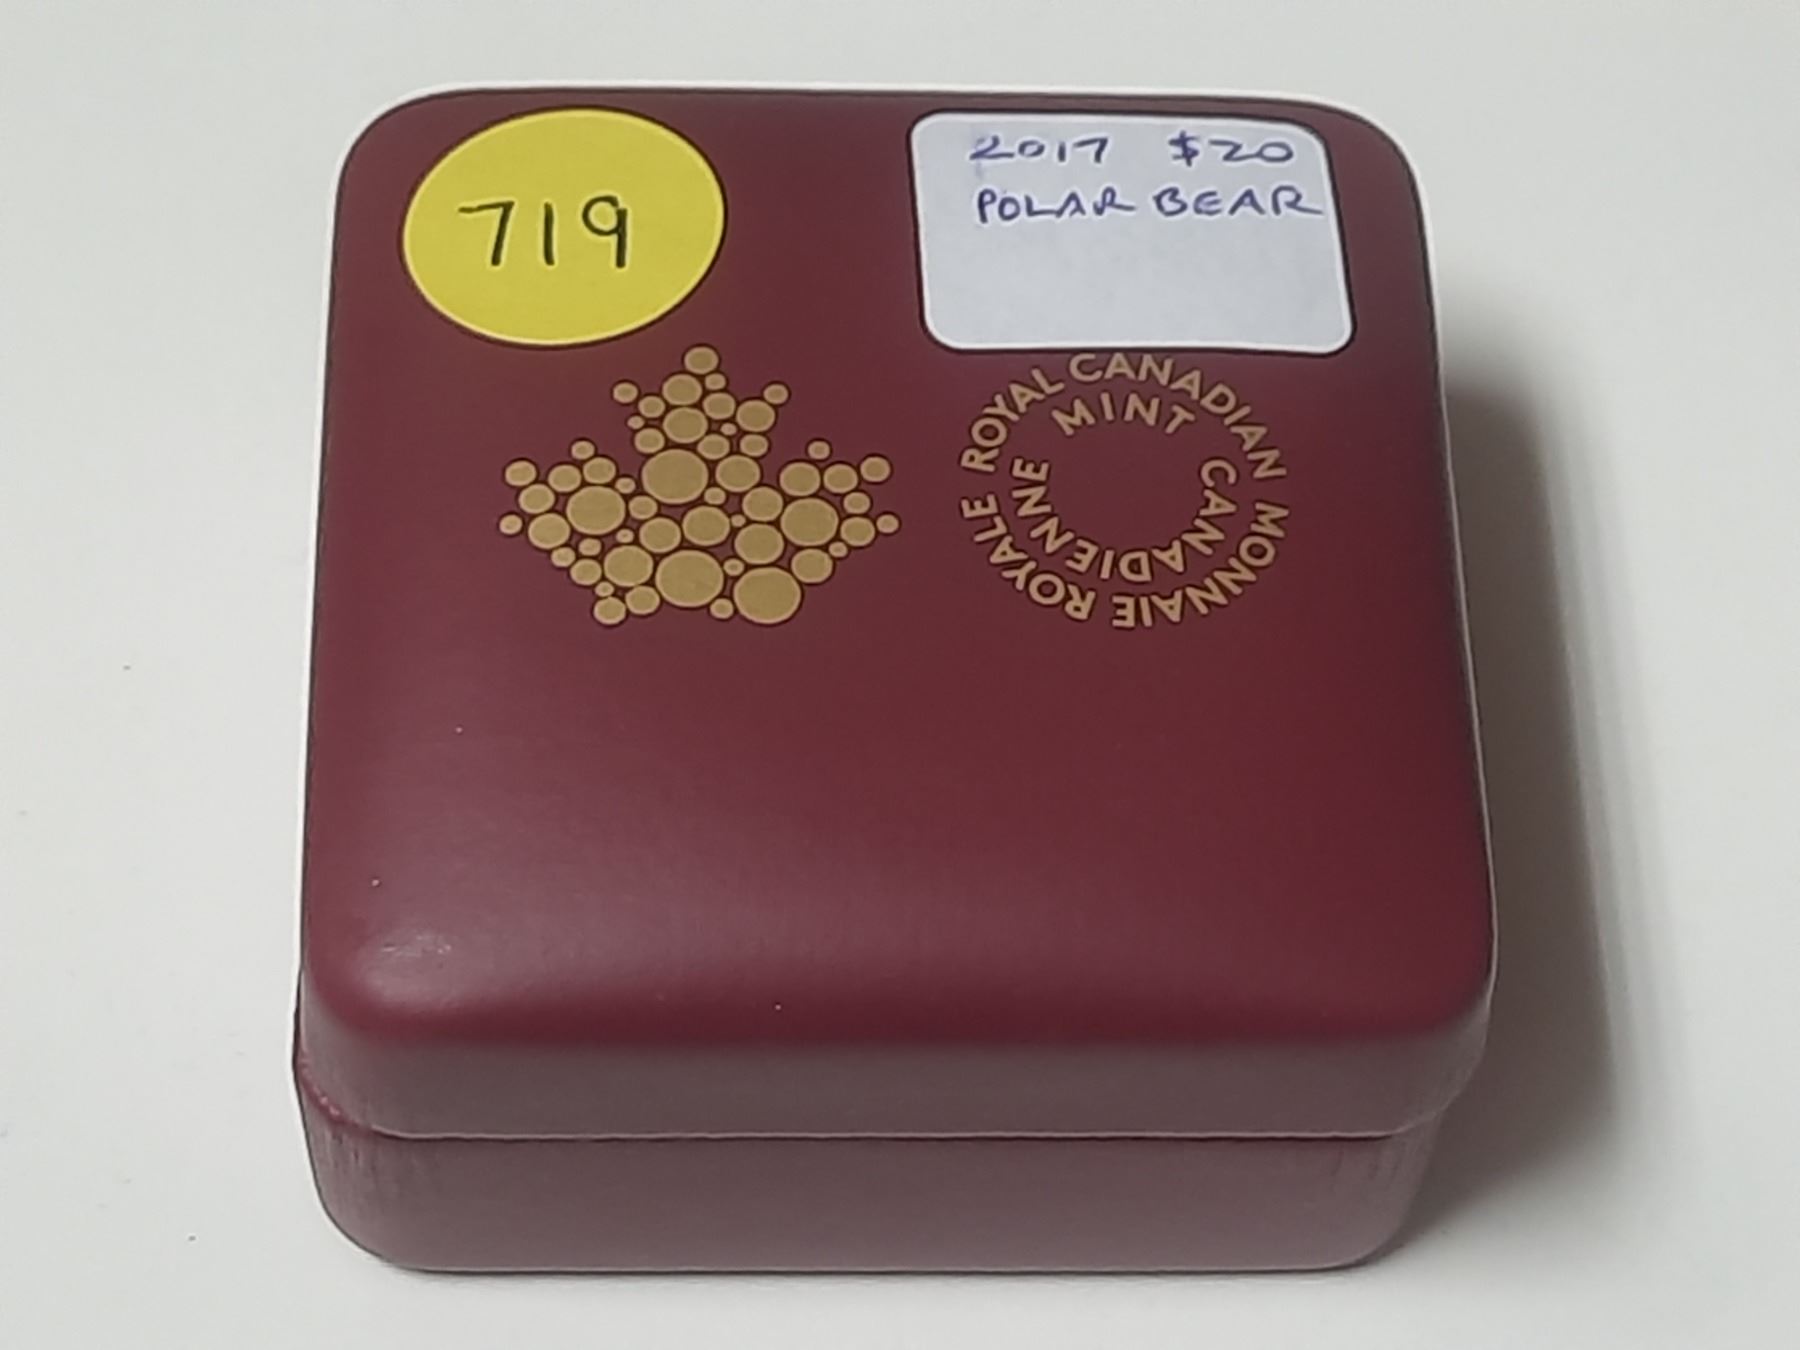 719
2017 $20
POLAR BEAR
ROYAL CANADIAN MONNAIE ROYALE
MINT CANADIENNE